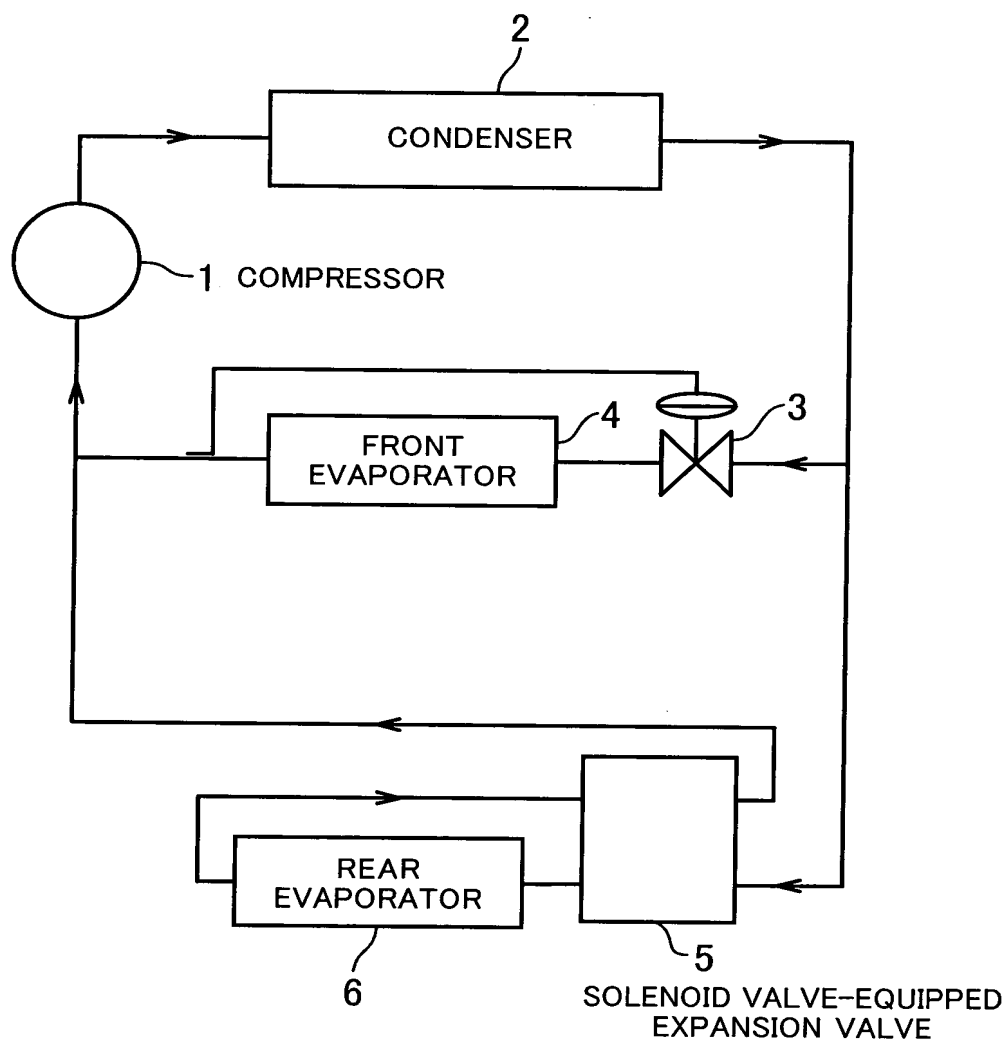 2
CONDENSER
1 COMPRESSOR
4
3
FRONT
EVAPORATOR
REAR
EVAPORATOR
6
5
SOLENOID VALVE-EQUIPPED
EXPANSION VALVE